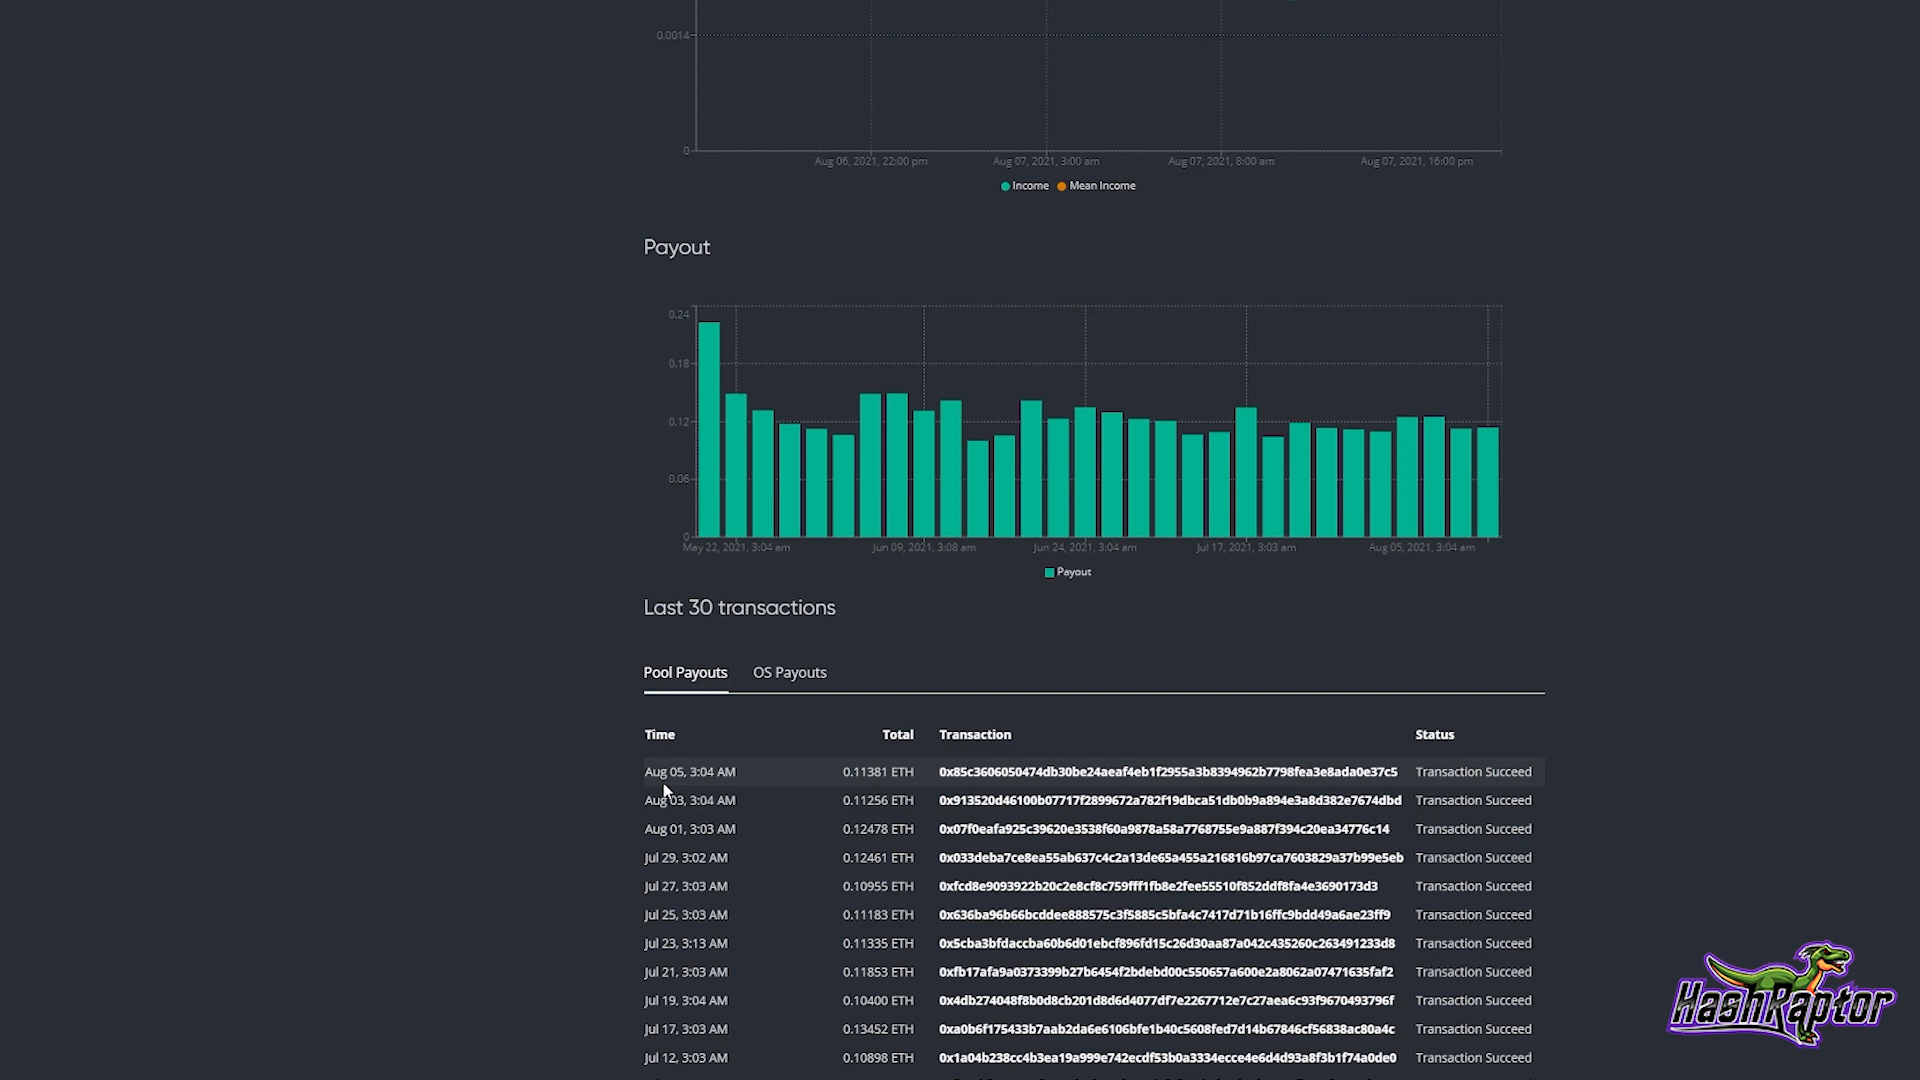 0.0014
0
Aug 06, 2021, 22:00 pm
Aug 07, 2021, 3:00 am
Aug 07, 2021, 8:00 am
Aug 07, 2021, 16:00 pm
Income
Mean Income
Payout
0.24
0.18
0.12
0.06
0
May 22, 2021, 3:04 am
Jun 09, 2021, 3:08 am
Jun 24, 2021, 3:04 am
Jul 17, 2021, 3:03 am
Aug 05, 2021, 3:04 am
Payout
Last 30 transactions
Pool Payouts OS Payouts
Time Total Transaction Status
Aug 05, 3:04 AM 0.11381 ETH 0x85c3606050474db30be24aeaf4eb1f2955a3b8394962b7798fea3e8ada0e37c5 Transaction Succeed
Aug 03, 3:04 AM 0.11256 ETH 0x913520d46100b07717f2899672a782f19dbca51db0b9a894e3a8d382e7674dbd Transaction Succeed
Aug 01, 3:03 AM 0.12478 ETH 0x07f0eafa925c39620e3538f60a9878a58a7768755e9a887f394c20ea34776c14 Transaction Succeed
Jul 29, 3:02 AM 0.12461 ETH 0x033deba7ce8ea55ab637c4c2a13de65a455a216816b97ca7603829a37b99e5eb Transaction Succeed
Jul 27, 3:03 AM 0.10955 ETH 0xfcd8e9093922b20c2e8cf8c759fff1fb8e2fee55510f852ddf8fa4e3690173d3 Transaction Succeed
Jul 25, 3:03 AM 0.11183 ETH 0x636ba96b66bcddee888575c3f5885c5bfa4c7417d71b16ffc9bdd49a6ae23ff9 Transaction Succeed
Jul 23, 3:13 AM 0.11335 ETH 0x5cba3bfdaccba60b6d01ebcf896fd15c26d30aa87a042c435260c263491233d8 Transaction Succeed
Jul 21, 3:03 AM 0.11853 ETH 0xfb17afa9a0373399b27b6454f2bdebd00c550657a600e2a8062a07471635faf2 Transaction Succeed
Jul 19, 3:04 AM 0.10400 ETH 0x4db274048f8b0d8cb201d8d6d4077df7e2267712e7c27aea6c93f9670493796f Transaction Succeed
Jul 17, 3:03 AM 0.13452 ETH 0xa0b6f175433b7aab2da6e6106bfe1b40c5608fed7d14b67846cf56838ac80a4c Transaction Succeed
Jul 12, 3:03 AM 0.10898 ETH 0x1a04b238cc4b3ea19a999e742ecdf53b0a3334ecce4e6d4d93a8f3b1f74a0de0 Transaction Succeed
HashRaptor